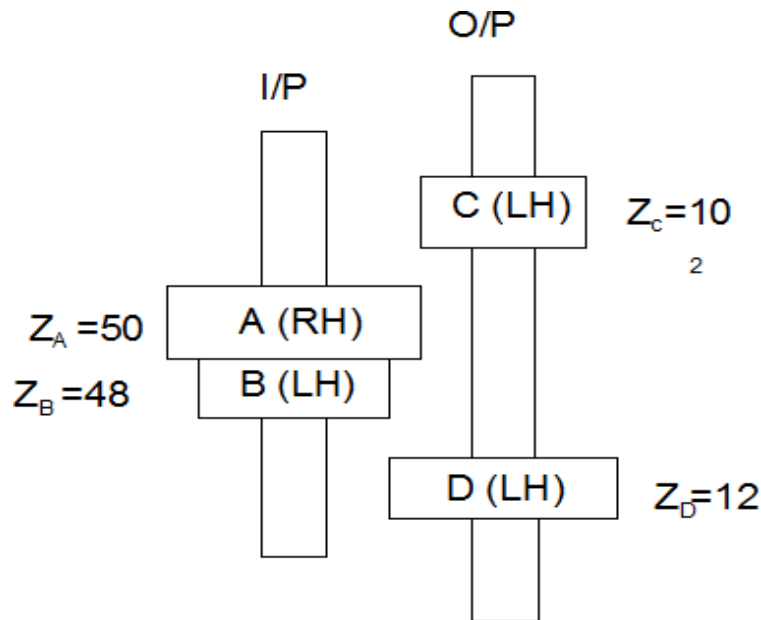 O/P
I/P
C (LH)
Z_c=10
2
A (RH)
Z_A =50
B (LH)
Z_B =48
D (LH)
Z_D=12